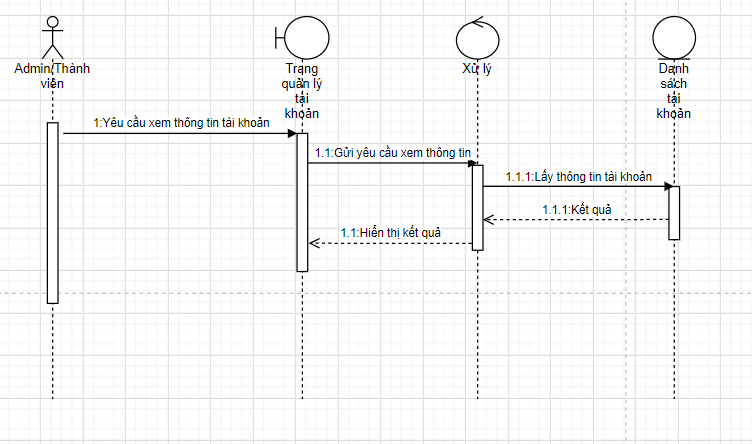 Admin/Thành
viên
Trang
quản lý
tài
khoản
Xử lý
Danh
sách
tài
khoản
1:Yêu cầu xem thông tin tài khoản
1.1:Gửi yêu cầu xem thông tin
1.1.1:Lấy thông tin tài khoản
1.1.1:Kết quả
1.1:Hiển thị kết quả